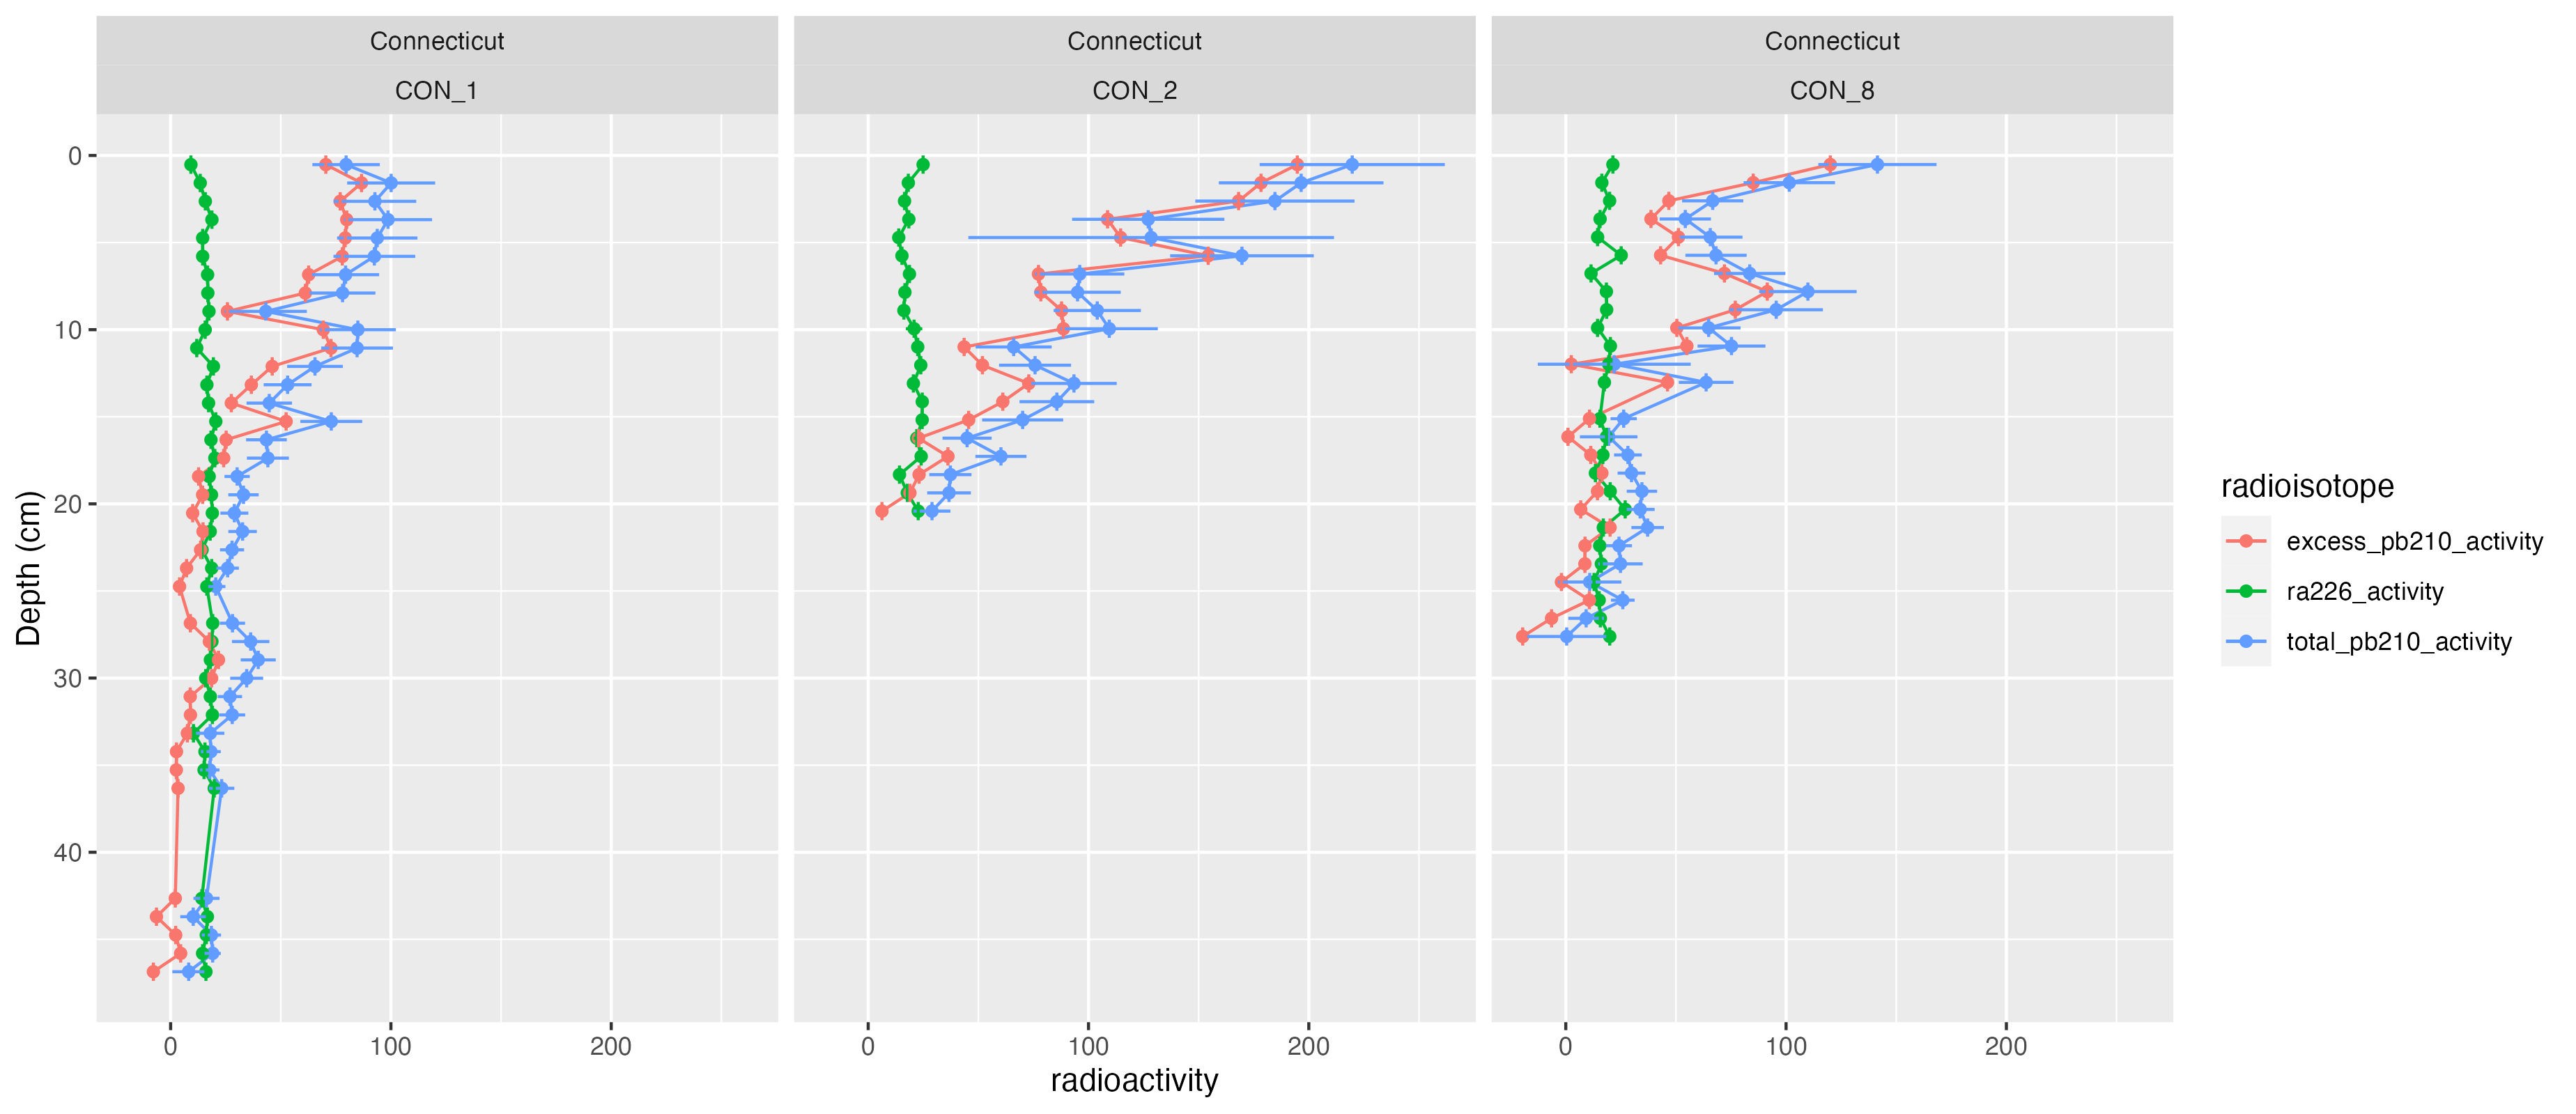 Connecticut Connecticut Connecticut
CON_1 CON_2 CON_8
0
10
20
30
40
Depth (cm)
0 100 200 0 100 200 0 100 200
radioactivity
radioisotope
excess_pb210_activity
ra226_activity
total_pb210_activity